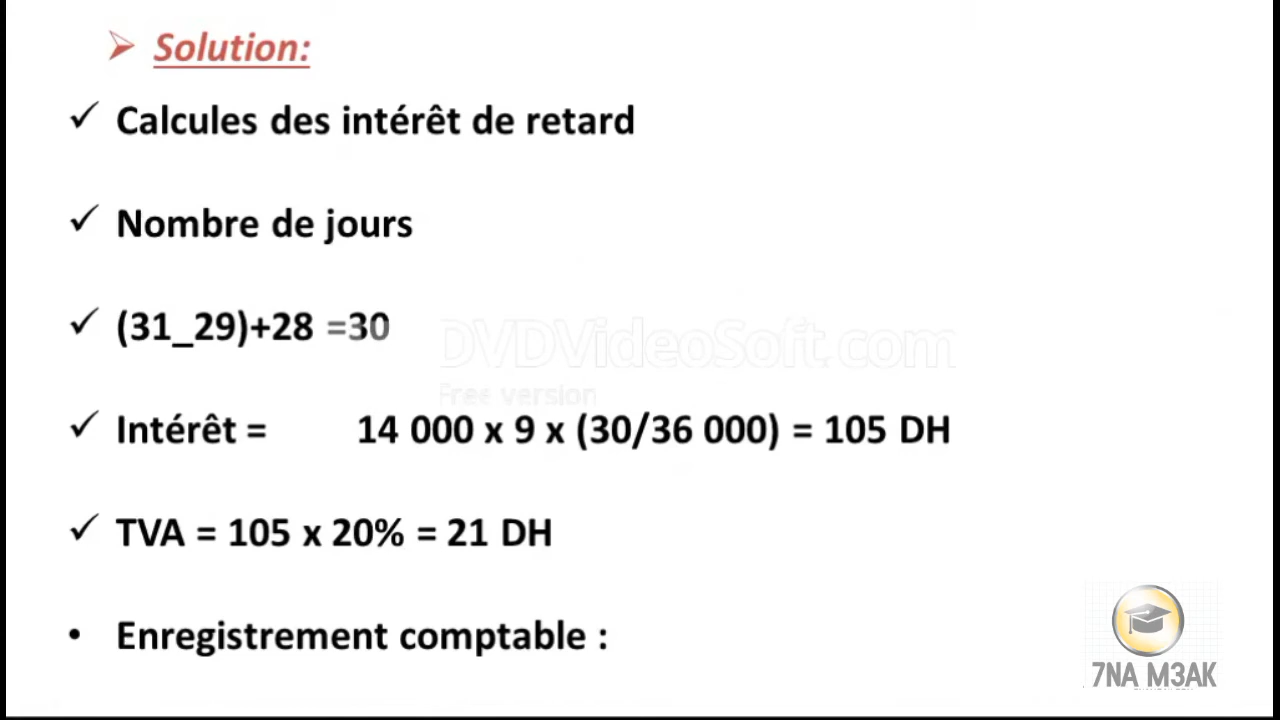 Solution:
Calcules des intérêt de retard
Nombre de jours
(31_29)+28 =30
DVDVideoSoft.com
Free version
Intérêt = 14 000 x 9 x (30/36 000) = 105 DH
TVA = 105 x 20% = 21 DH
Enregistrement comptable :
7NA M3AK